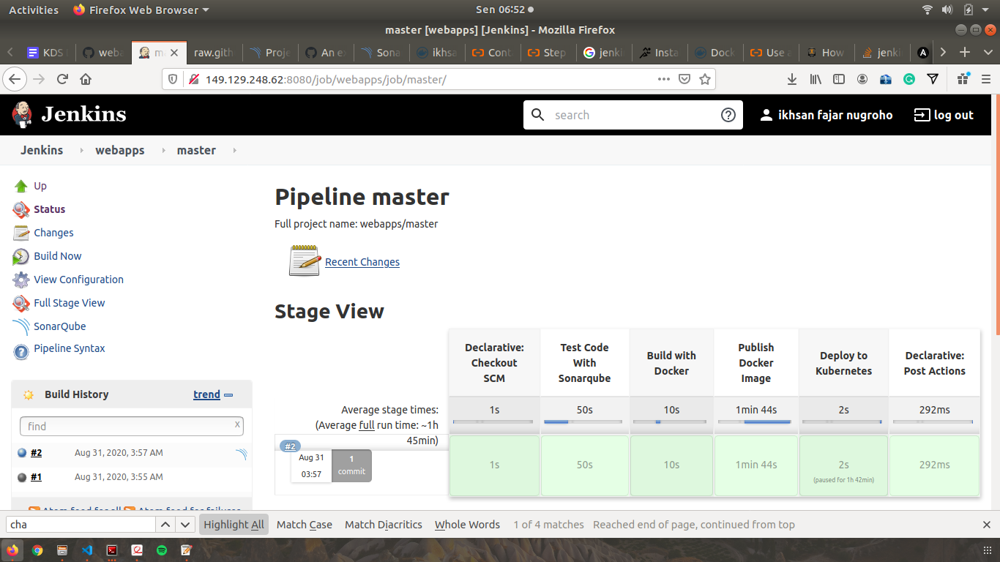 Activities Firefox Web Browser Sen 06:52
master [webapps] [Jenkins] - Mozilla Firefox
KDS weba ma raw.gith Proje An ex Sona ikhsa Cont Step jenki Insta Dock Use a How jenki
149.129.248.62:8080/job/webapps/job/master/
Jenkins search ikhsan fajar nugroho log out
Jenkins webapps master
Up
Status
Changes
Build Now
View Configuration
Full Stage View
SonarQube
Pipeline Syntax
Build History trend
find x
#2 Aug 31, 2020, 3:57 AM
#1 Aug 31, 2020, 3:55 AM
Atom feed for all Atom feed for failures
Pipeline master
Full project name: webapps/master
Recent Changes
Stage View
Declarative: Checkout SCM
Test Code With Sonarqube
Build with Docker
Publish Docker Image
Deploy to Kubernetes
Declarative: Post Actions
Average stage times: 1s 50s 10s 1min 44s 2s 292ms
(Average full run time: ~1h
45min)
#2
Aug 31 1
03:57 commit
1s 50s 10s 1min 44s 2s 292ms
(paused for 1h 42min)
cha Highlight All Match Case Match Diacritics Whole Words 1 of 4 matches Reached end of page, continued from top